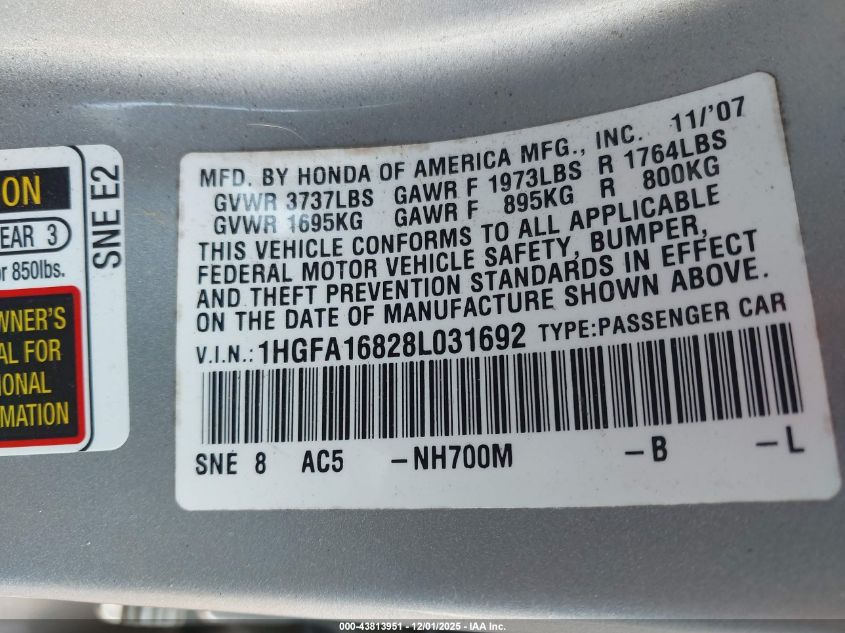 ON
EAR 3
or 850lbs.
WNER'S
AL FOR
IONAL
MATION
SNE E2
MFD. BY HONDA OF AMERICA MFG., INC. 11/'07
GVWR 3737LBS GAWR F 1973LBS R 1764LBS
GVWR 1695KG GAWR F 895KG R 800KG
THIS VEHICLE CONFORMS TO ALL APPLICABLE
FEDERAL MOTOR VEHICLE SAFETY, BUMPER,
AND THEFT PREVENTION STANDARDS IN EFFECT
ON THE DATE OF MANUFACTURE SHOWN ABOVE.
V.I.N.: 1HGFA16828L031692 TYPE:PASSENGER CAR
SNE 8 AC5 -NH700M -B -L
000-43813951 - 12/01/2025 - IAA Inc.